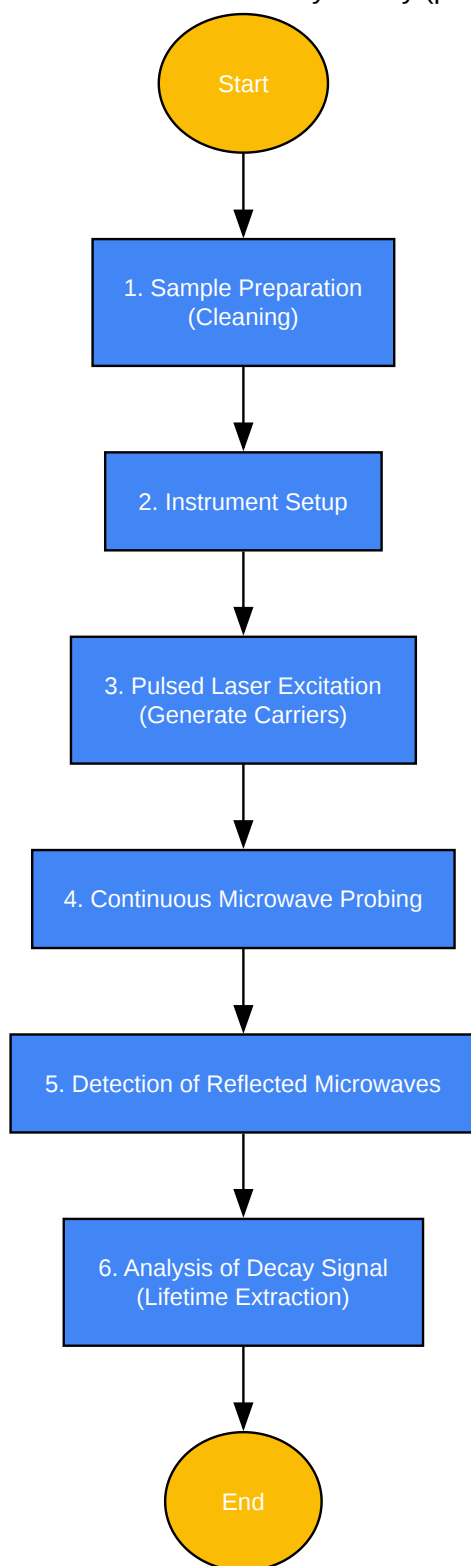 Start
1. Sample Preparation
(Cleaning)
2. Instrument Setup
3. Pulsed Laser Excitation
(Generate Carriers)
4. Continuous Microwave Probing
5. Detection of Reflected Microwaves
6. Analysis of Decay Signal
(Lifetime Extraction)
End